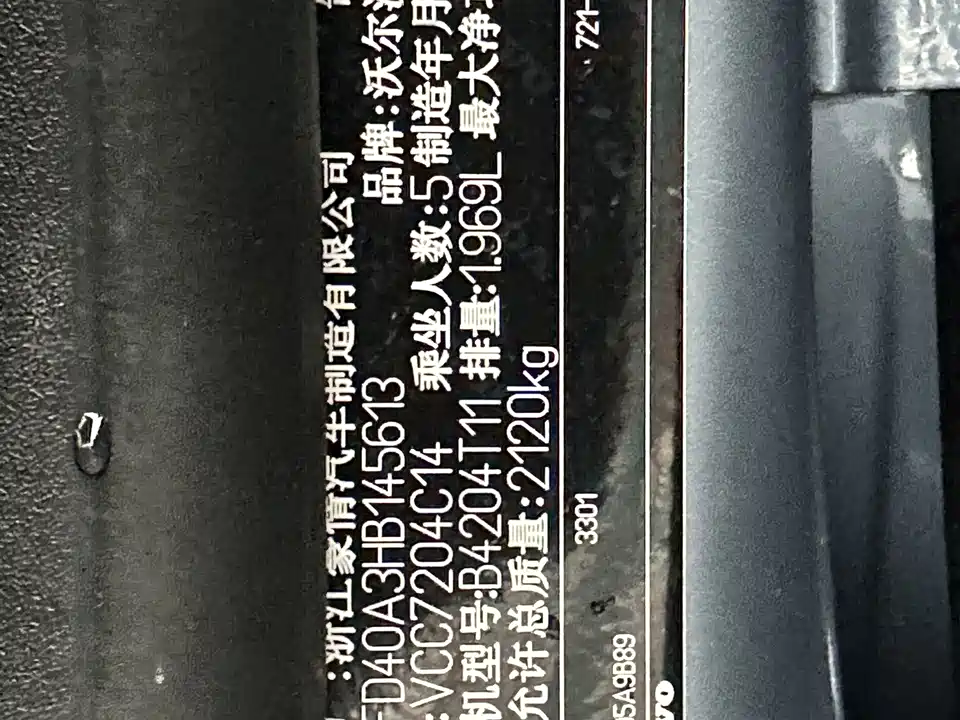 :浙江豪情汽车制造有限公司
FD40A3HB145613 品牌:沃尔
:VCC7204C14 乘坐人数:5 制造年月
机型号:B4204T11 排量:1.969L 最大净
允许总质量:2120kg
3301 721-
5A9B89